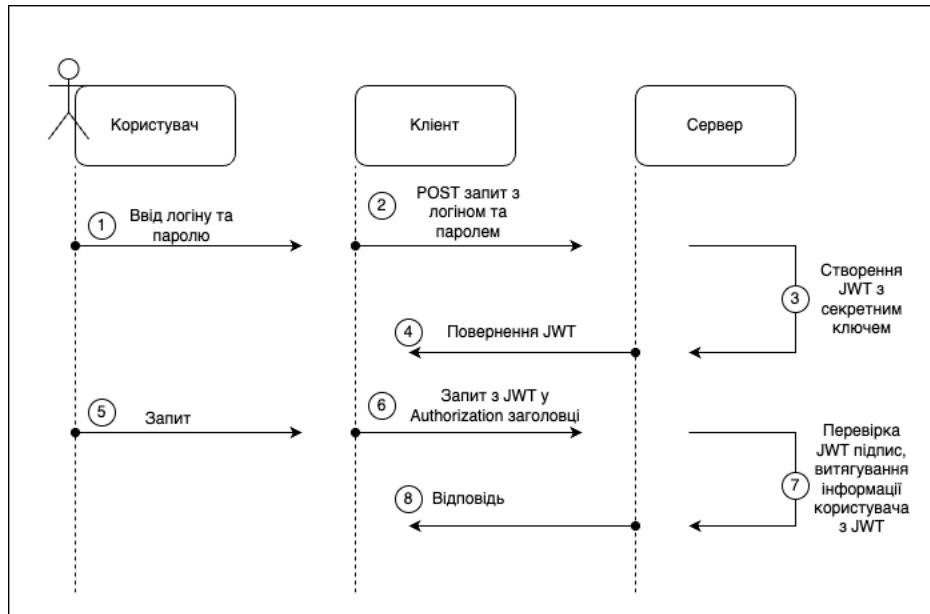 Користувач
Клієнт
Сервер
1
Ввід логіну та
паролю
2
POST запит з
логіном та
паролем
3
Створення
JWT з
секретним
ключем
4
Повернення JWT
5
Запит
6
Запит з JWT у
Authorization заголовці
7
Перевірка
JWT підпис,
витягування
інформації
користувача
з JWT
8
Відповідь